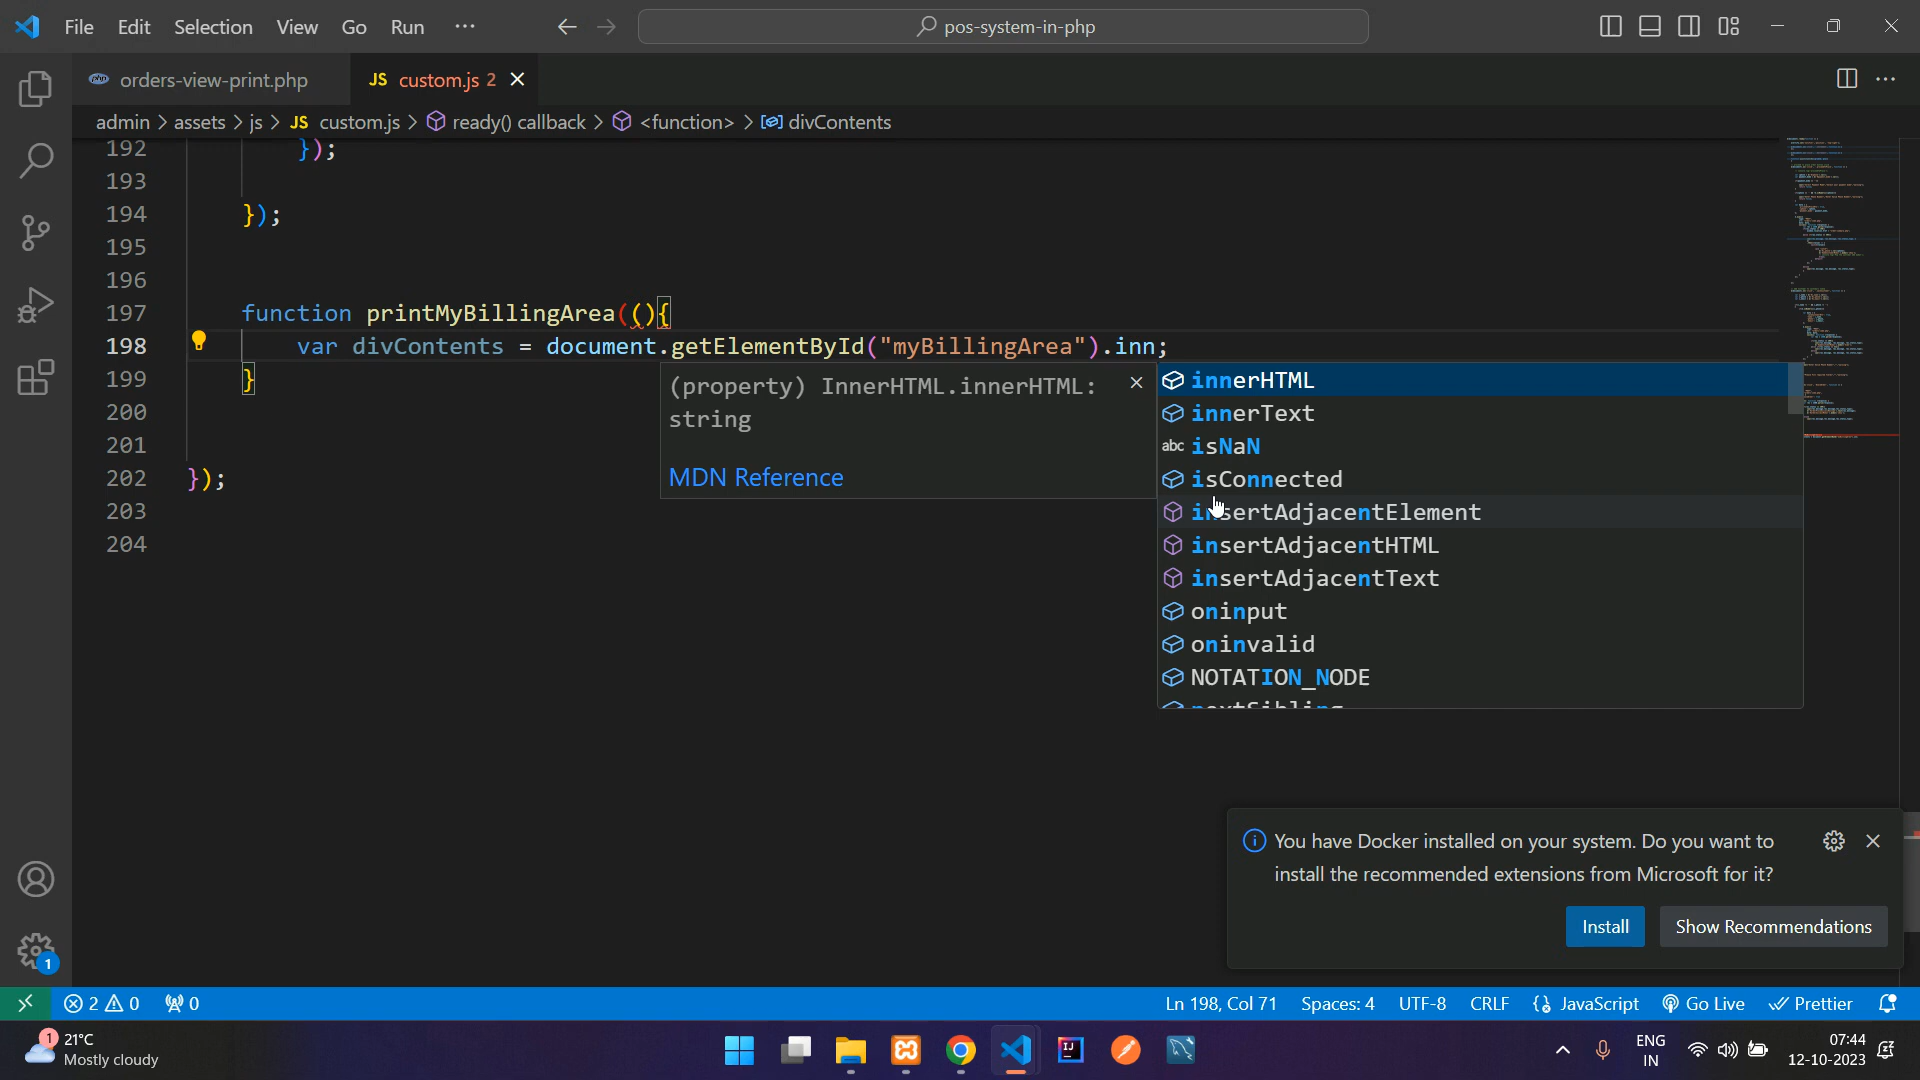 File Edit Selection View Go Run ···
pos-system-in-php
php orders-view-print.php
JS custom.js 2
admin > assets > js > JS custom.js > ready() callback > <function> > divContents
192 });
193
194 });
195
196
197 function printMyBillingArea((){
198 var divContents = document.getElementById("myBillingArea").inn;
199 }
200
201
202 });
203
204
(property) InnerHTML.innerHTML:
string
MDN Reference
innerHTML
innerText
abc isNaN
isConnected
insertAdjacentElement
insertAdjacentHTML
insertAdjacentText
oninput
oninvalid
NOTATION_NODE
nextSibling
You have Docker installed on your system. Do you want to
install the recommended extensions from Microsoft for it?
Install
Show Recommendations
1
2 0 0
Ln 198, Col 71 Spaces: 4 UTF-8 CRLF {} JavaScript Go Live Prettier
1
21°C
Mostly cloudy
IJ
ENG
IN
07:44
12-10-2023